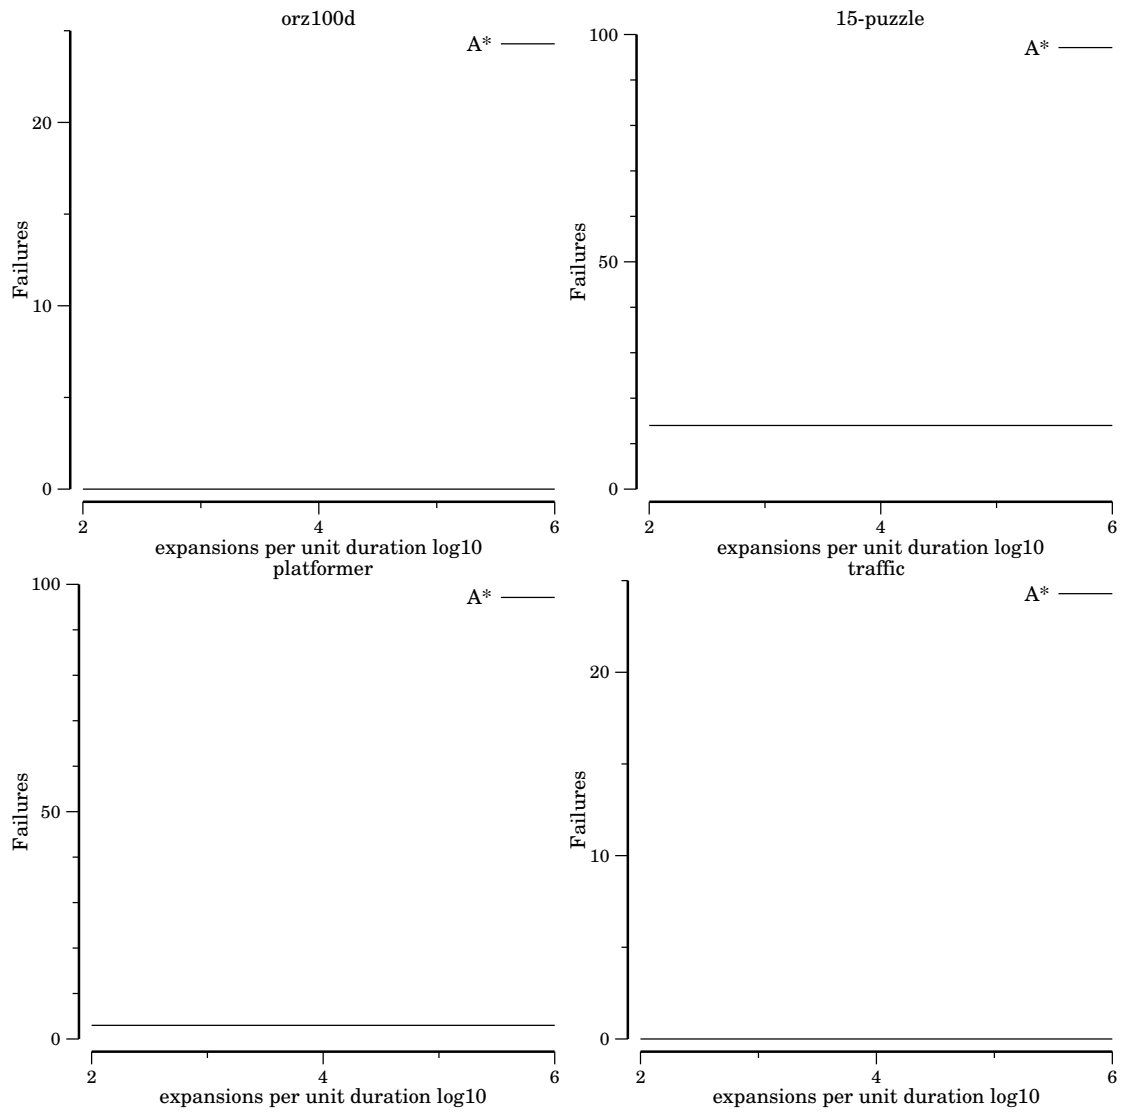 orz100d
A*
20
10
0
Failures
2
4
6
expansions per unit duration log10
15-puzzle
A*
100
50
0
Failures
2
4
6
expansions per unit duration log10
platformer
A*
100
50
0
Failures
2
4
6
expansions per unit duration log10
traffic
A*
20
10
0
Failures
2
4
6
expansions per unit duration log10